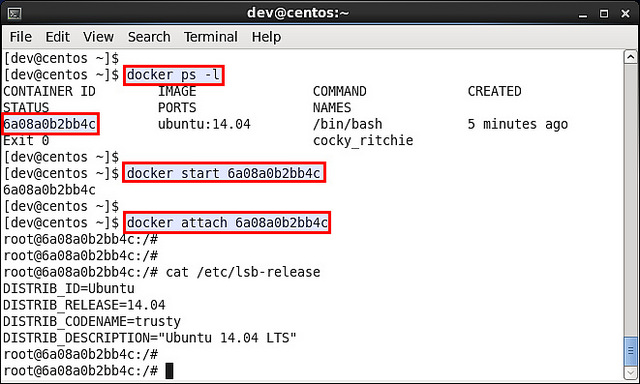 dev@centos:~
File Edit View Search Terminal Help
[dev@centos ~]$
[dev@centos ~]$ docker ps -l
CONTAINER ID IMAGE COMMAND CREATED
STATUS PORTS NAMES
6a08a0b2bb4c ubuntu:14.04 /bin/bash 5 minutes ago
Exit 0 cocky_ritchie
[dev@centos ~]$
[dev@centos ~]$ docker start 6a08a0b2bb4c
6a08a0b2bb4c
[dev@centos ~]$
[dev@centos ~]$ docker attach 6a08a0b2bb4c
root@6a08a0b2bb4c:/#
root@6a08a0b2bb4c:/#
root@6a08a0b2bb4c:/# cat /etc/lsb-release
DISTRIB_ID=Ubuntu
DISTRIB_RELEASE=14.04
DISTRIB_CODENAME=trusty
DISTRIB_DESCRIPTION="Ubuntu 14.04 LTS"
root@6a08a0b2bb4c:/#
root@6a08a0b2bb4c:/#